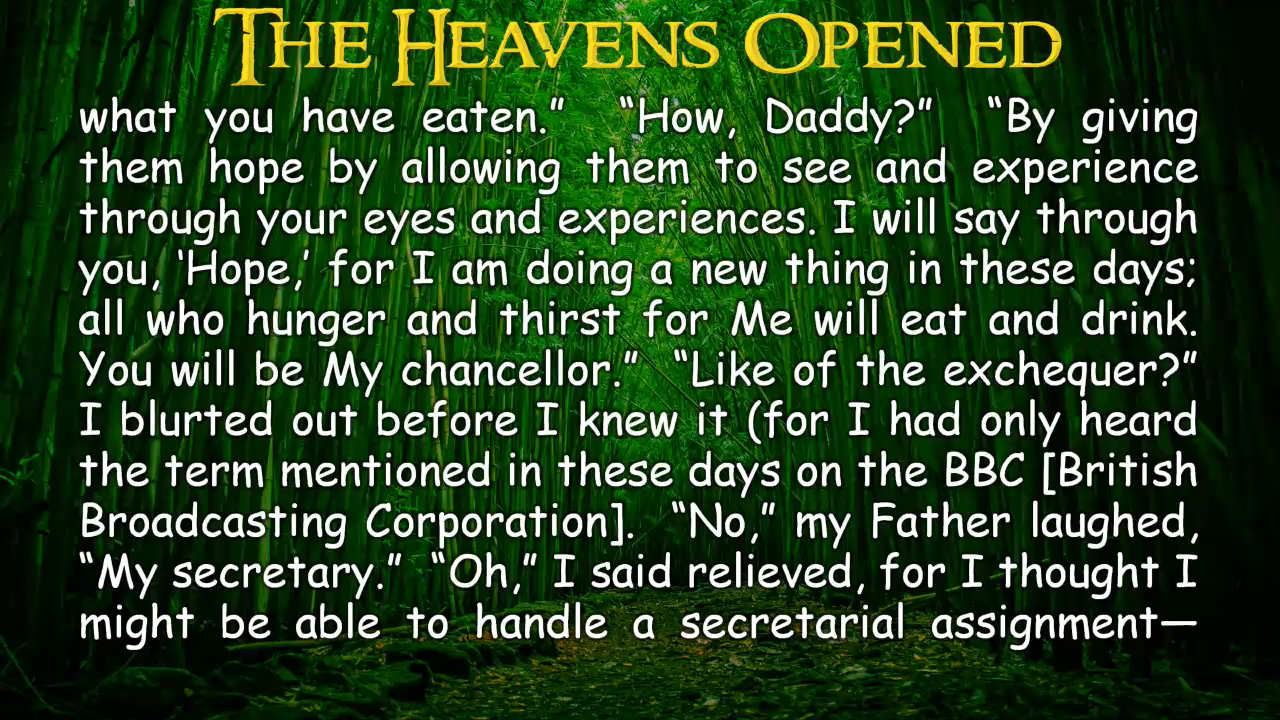 The Heavens Opened
what you have eaten.” “How, Daddy?” “By giving
them hope by allowing them to see and experience
through your eyes and experiences. I will say through
you, ‘Hope,’ for I am doing a new thing in these days;
all who hunger and thirst for Me will eat and drink.
You will be My chancellor.” “Like of the exchequer?”
I blurted out before I knew it (for I had only heard
the term mentioned in these days on the BBC [British
Broadcasting Corporation]. “No,” my Father laughed,
“My secretary.” “Oh,” I said relieved, for I thought I
might be able to handle a secretarial assignment—